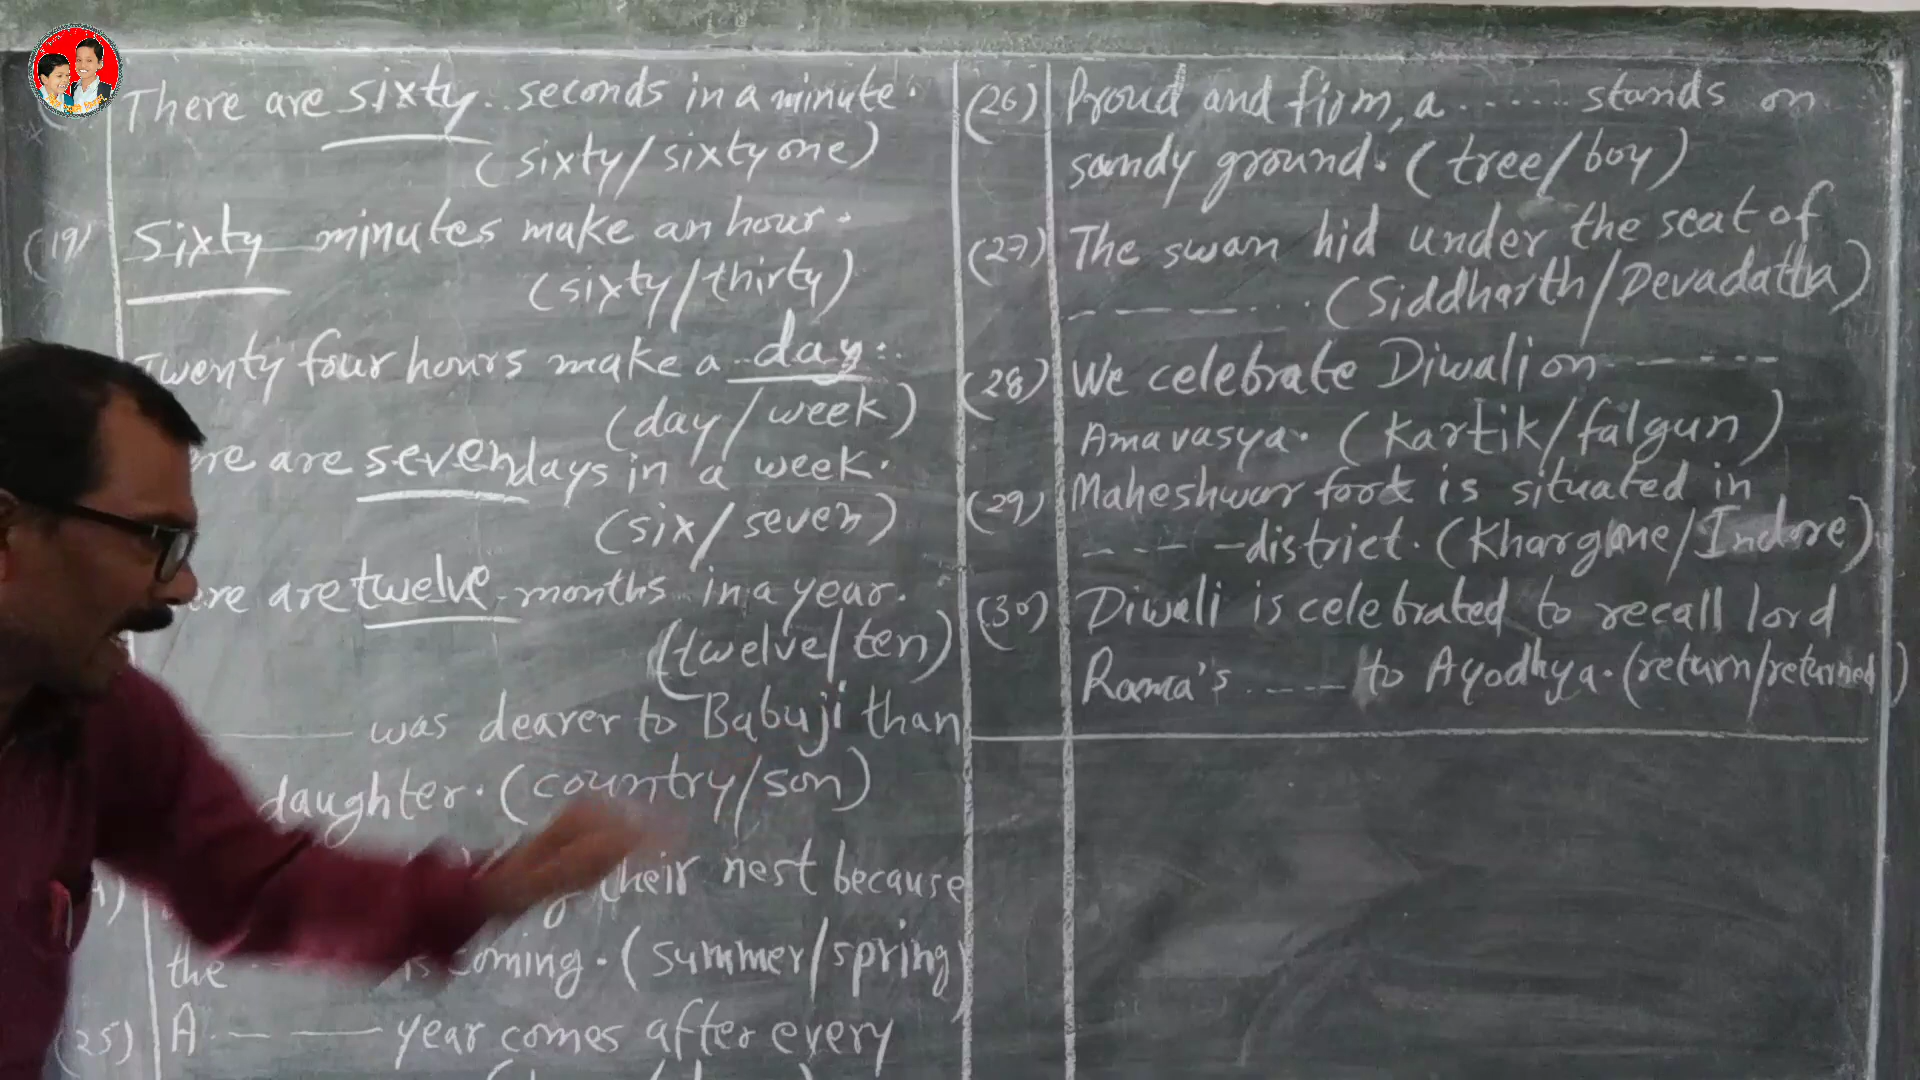 There are sixty. seconds in a minute.
(sixty/sixty one)
(19) Sixty minutes make an hour.
(sixty/thirty)
Twenty four hours make a day.
(day/week)
are seven days in a week.
(six/seven)
are twelve months in a year.
(twelve/ten)
was dearer to Babuji than
daughter. (country/son)
their nest because
the is coming. (summer/spring)
(25) A. — — year comes after every
(26) Proud and firm, a ...... stands on
sandy ground. (tree/boy)
(27) The swan hid under the seat of
---------- (Siddharth/Devadatta)
(28) We celebrate Diwali on ------
Amavasya. (Kartik/falgun)
(29) Maheshwar fort is situated in
---- district. (Khargone/Indore)
(30) Diwali is celebrated to recall lord
Rama's ..--- to Ayodhya. (return/returned)